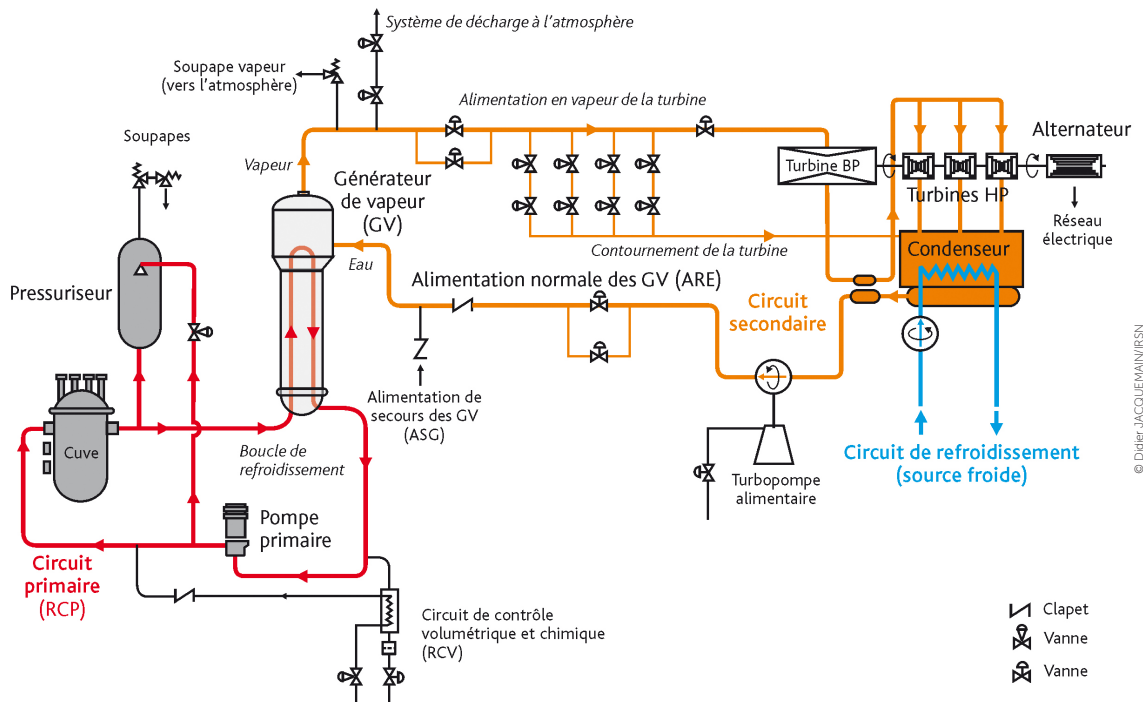 Système de décharge à l'atmosphère
Soupape vapeur
(vers l'atmosphère)
Alimentation en vapeur de la turbine
Soupapes
Vapeur
Générateur
de vapeur
(GV)
Turbine BP
Alternateur
Turbines HP
Réseau
électrique
Contournement de la turbine
Condenseur
Eau
Pressuriseur
Alimentation normale des GV (ARE)
Circuit
secondaire
Alimentation de
secours des GV
(ASG)
Cuve
Boucle de
refroidissement
Circuit de refroidissement
(source froide)
Turbopompe
alimentaire
Pompe
primaire
Circuit
primaire
(RCP)
Circuit de contrôle
volumétrique et chimique
(RCV)
Clapet
Vanne
Vanne
© Didier JACQUEMAIN/IRSN